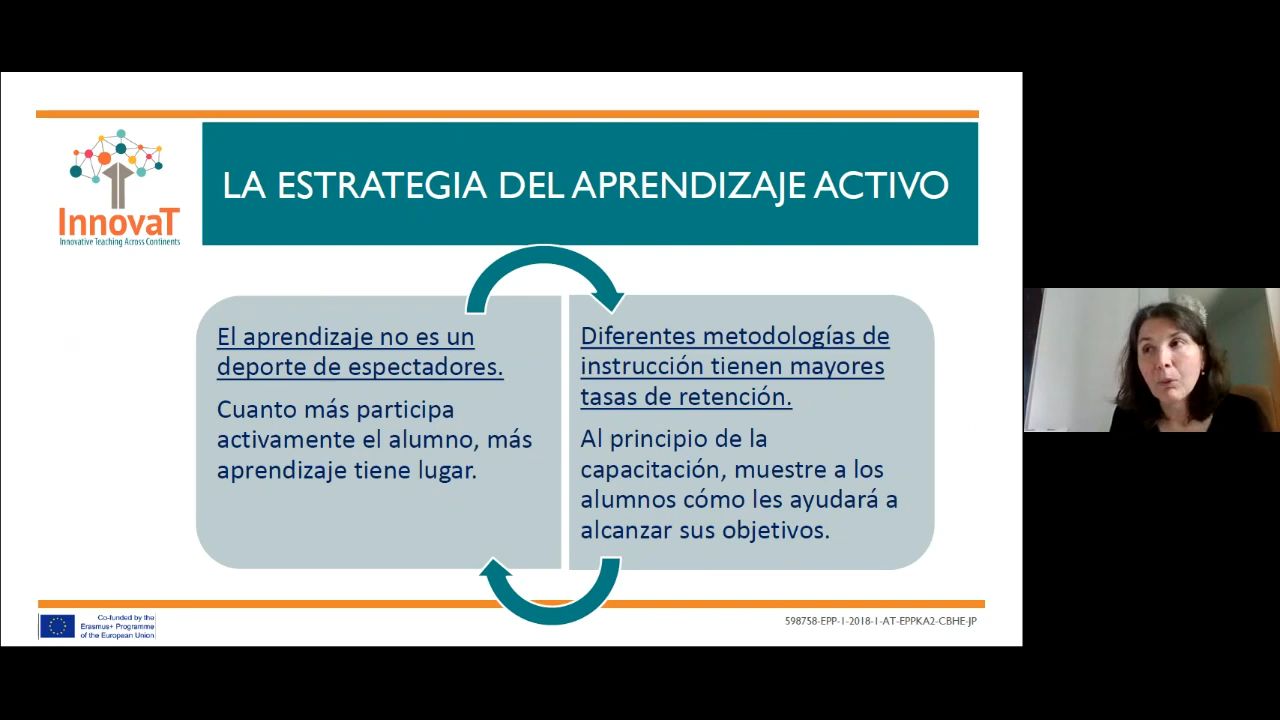 InnovaT
Innovative Teaching Across Continents
LA ESTRATEGIA DEL APRENDIZAJE ACTIVO
El aprendizaje no es un
deporte de espectadores.
Cuanto más participa
activamente el alumno, más
aprendizaje tiene lugar.
Diferentes metodologías de
instrucción tienen mayores
tasas de retención.
Al principio de la
capacitación, muestre a los
alumnos cómo les ayudará a
alcanzar sus objetivos.
Co-funded by the
Erasmus+ Programme
of the European Union
598758-EPP-1-2018-1-AT-EPPKA2-CBHE-JP